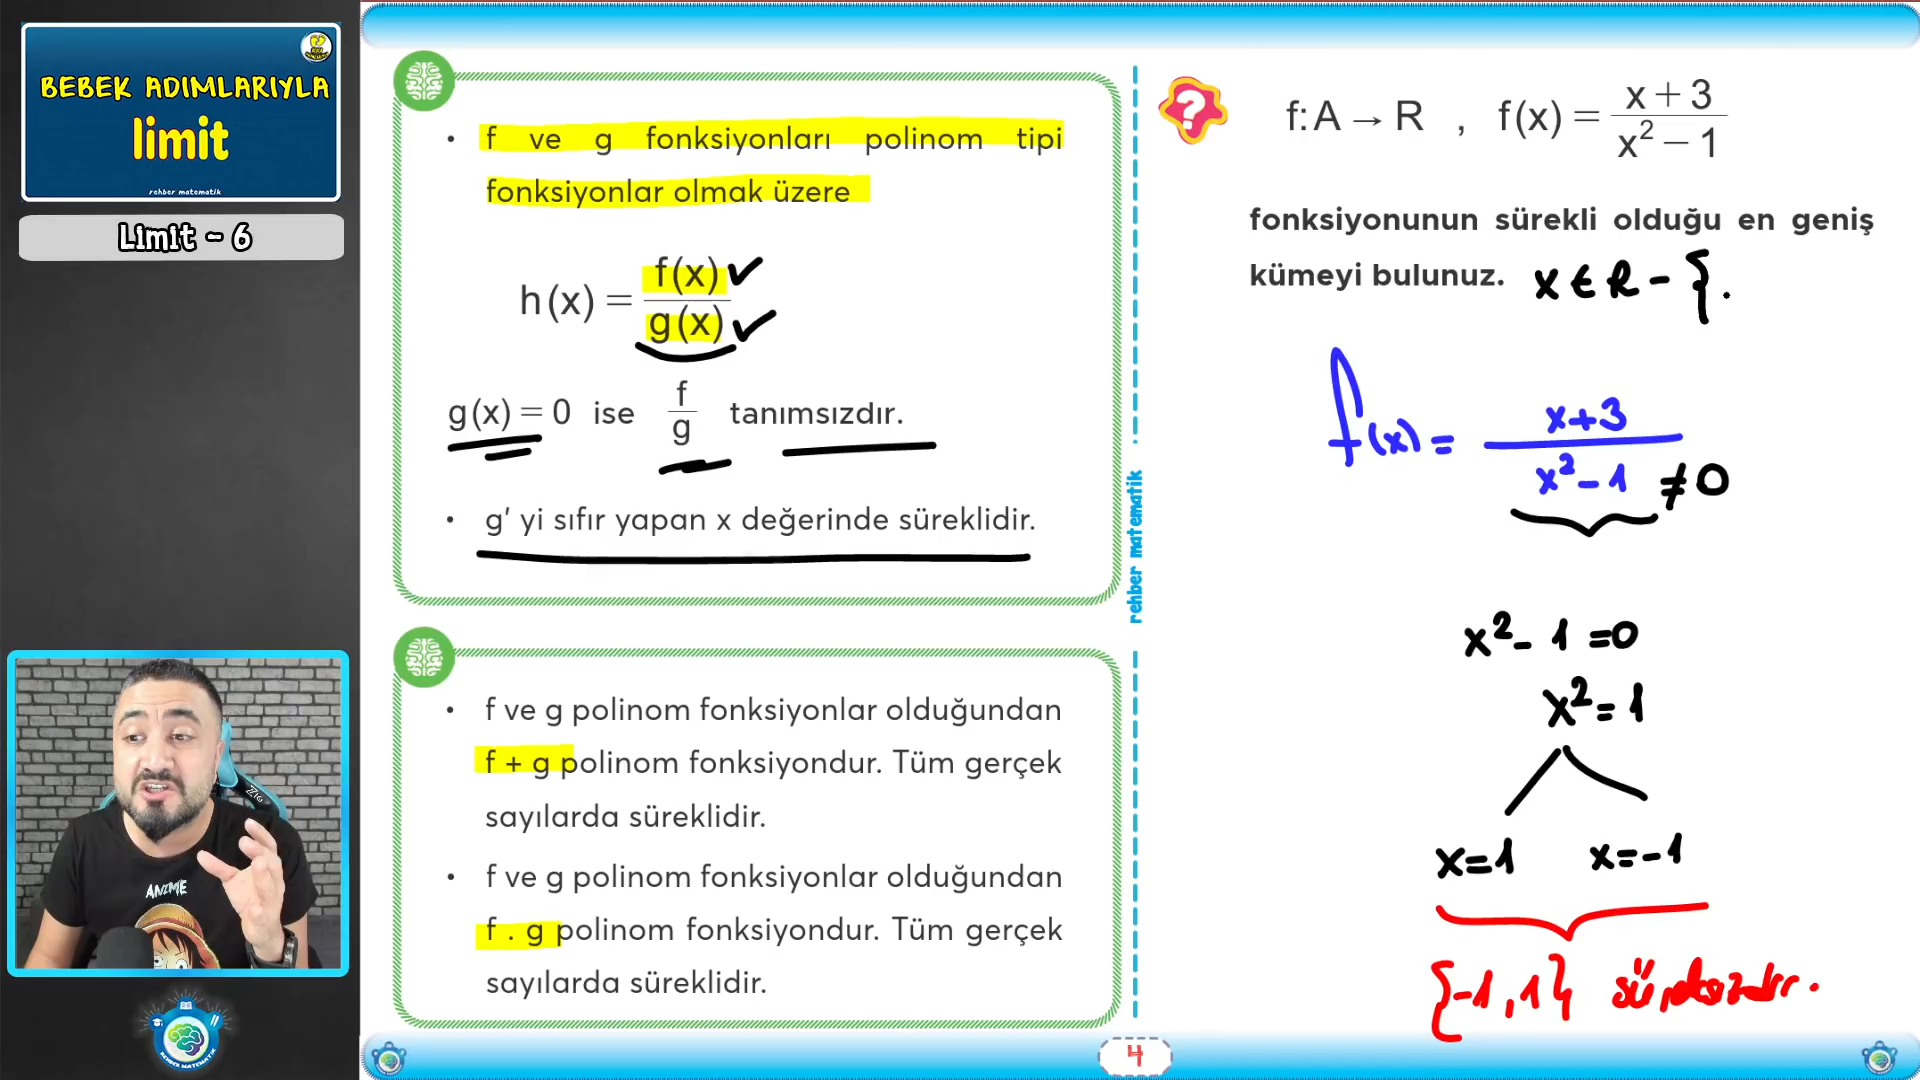 BEBEK ADIMLARIYLA
limit
rehber matematik
Limit - 6
• f ve g fonksiyonları polinom tipi
fonksiyonlar olmak üzere
h(x) = f(x)/g(x)
g(x) = 0 ise f/g tanımsızdır.
• g' yi sıfır yapan x değerinde süreklidir.
• f ve g polinom fonksiyonlar olduğundan
f + g polinom fonksiyondur. Tüm gerçek
sayılarda süreklidir.
• f ve g polinom fonksiyonlar olduğundan
f . g polinom fonksiyondur. Tüm gerçek
sayılarda süreklidir.
rehber matematik
?
f: A → R , f(x) = (x + 3)/(x² − 1)
fonksiyonunun sürekli olduğu en geniş
kümeyi bulunuz. x ∈ R - {.
f(x) = (x+3)/(x²-1) ≠ 0
x² - 1 = 0
x² = 1
x=1 x=-1
{-1, 1} süreksizdir.
ANIME
REHBER MATEMATİK
4